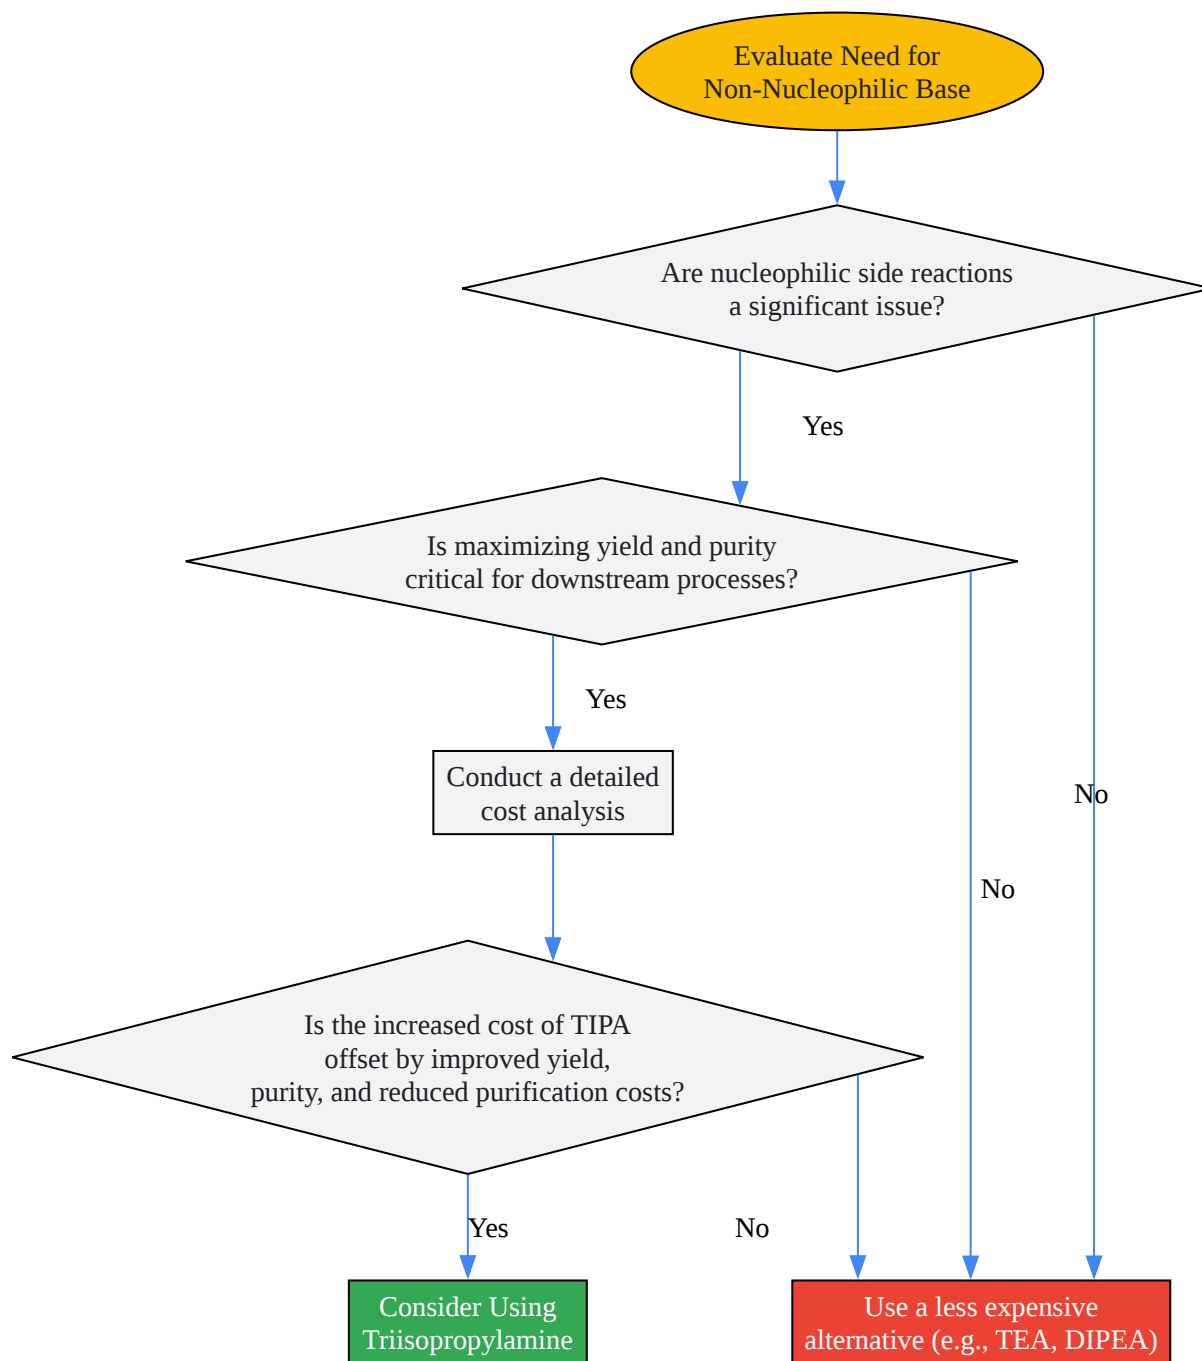 Evaluate Need for
Non-Nucleophilic Base
Are nucleophilic side reactions
a significant issue?
Yes
Is maximizing yield and purity
critical for downstream processes?
Yes
Conduct a detailed
cost analysis
No
No
Is the increased cost of TIPA
offset by improved yield,
purity, and reduced purification costs?
Yes
No
Consider Using
Triisopropylamine
Use a less expensive
alternative (e.g., TEA, DIPEA)